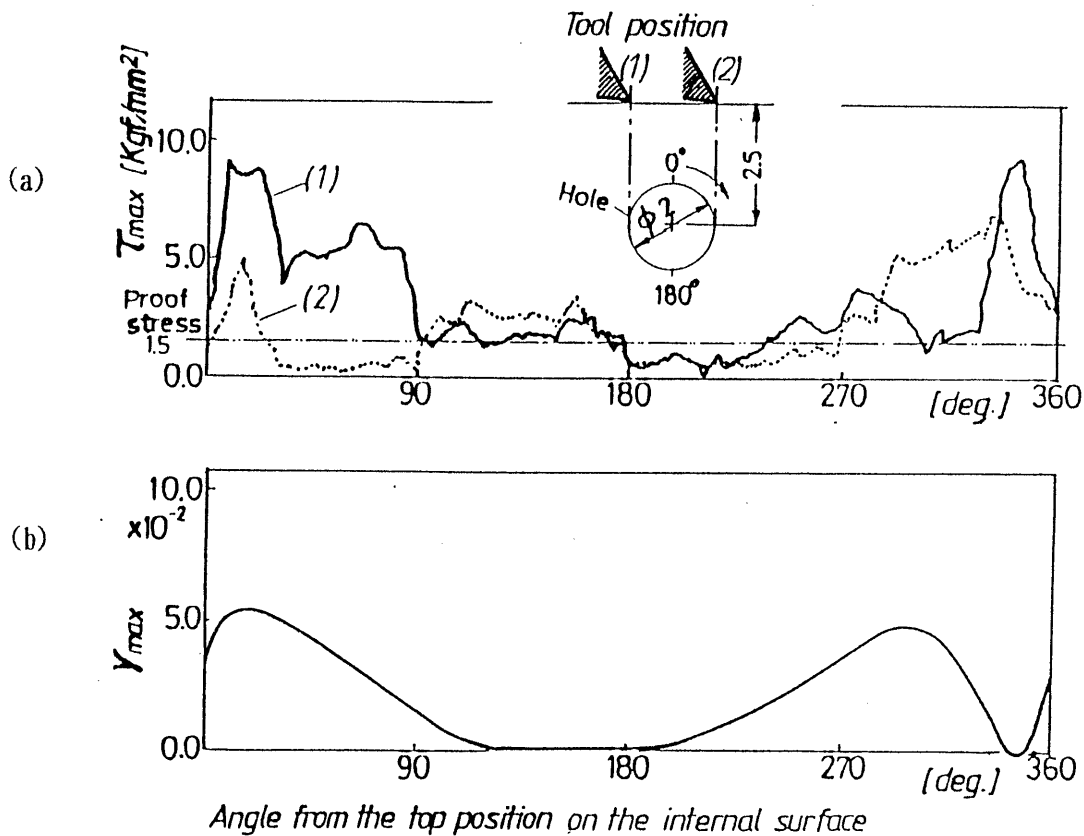 Tool position
(1) (2)
(a)
τmax [Kgf/mm²]
10.0
5.0
Proof stress
1.5
0.0
(1)
(2)
0°
Hole
φ2
2.5
180°
90 180 270 [deg.] 360
(b)
γmax
10.0
×10⁻²
5.0
0.0
90 180 270 [deg.] 360
Angle from the top position on the internal surface